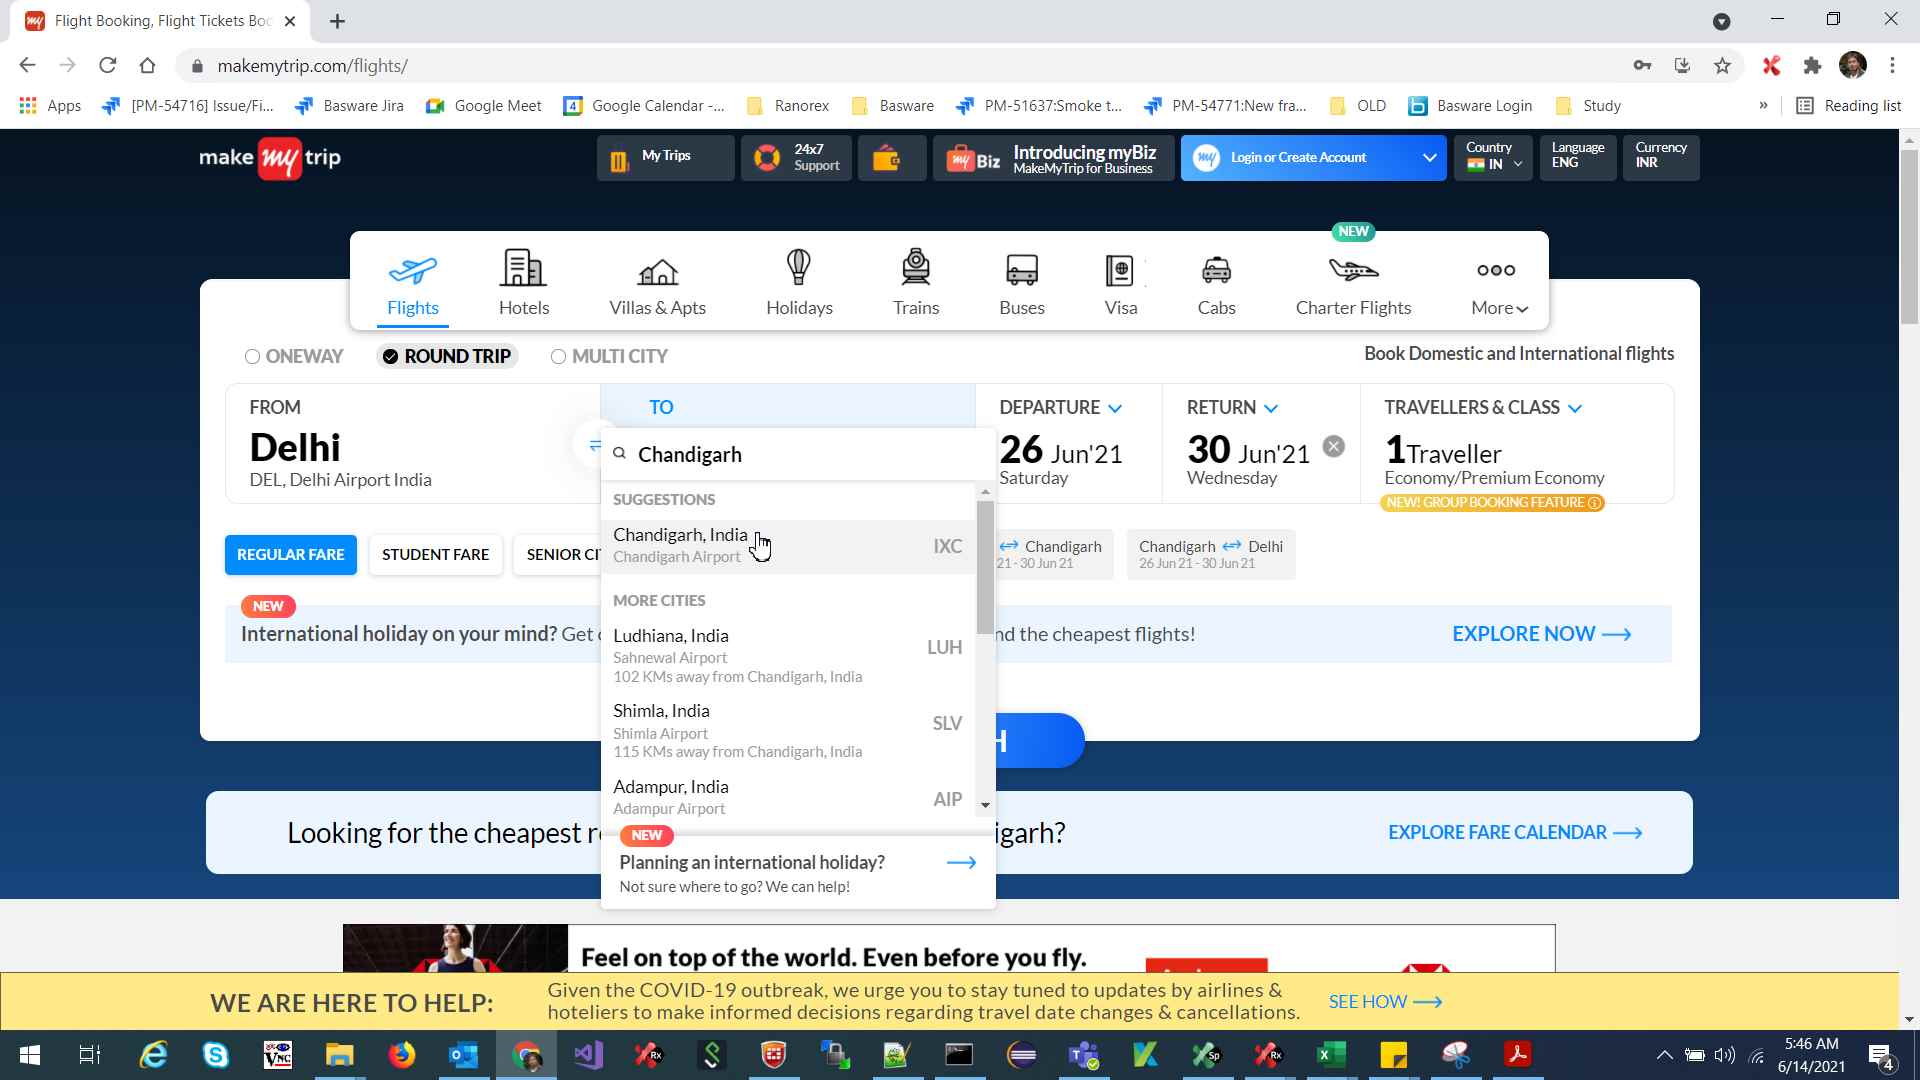 Flight Booking, Flight Tickets Boo
makemytrip.com/flights/
Apps
[PM-54716] Issue/Fi...
Basware Jira
Google Meet
4
Google Calendar -...
Ranorex
Basware
PM-51637:Smoke t...
PM-54771:New fra...
OLD
Basware Login
Study
»
Reading list
make my trip
My Trips
24x7
Support
my Biz
Introducing myBiz
MakeMyTrip for Business
my
Login or Create Account
Country
IN
Language
ENG
Currency
INR
NEW
Flights
Hotels
Villas & Apts
Holidays
Trains
Buses
Visa
Cabs
Charter Flights
More
ONEWAY
ROUND TRIP
MULTI CITY
Book Domestic and International flights
FROM
Delhi
DEL, Delhi Airport India
TO
Chandigarh
DEPARTURE
26 Jun'21
Saturday
RETURN
30 Jun'21
Wednesday
TRAVELLERS & CLASS
1 Traveller
Economy/Premium Economy
NEW! GROUP BOOKING FEATURE
SUGGESTIONS
Chandigarh, India
Chandigarh Airport
IXC
MORE CITIES
Ludhiana, India
Sahnewal Airport
102 KMs away from Chandigarh, India
LUH
Shimla, India
Shimla Airport
115 KMs away from Chandigarh, India
SLV
Adampur, India
Adampur Airport
AIP
NEW
Planning an international holiday?
Not sure where to go? We can help!
REGULAR FARE
STUDENT FARE
SENIOR CI
Chandigarh
21 - 30 Jun 21
Chandigarh Delhi
26 Jun 21 - 30 Jun 21
NEW
International holiday on your mind? Get
nd the cheapest flights!
EXPLORE NOW
H
Looking for the cheapest r
igarh?
EXPLORE FARE CALENDAR
Feel on top of the world. Even before you fly.
WE ARE HERE TO HELP:
Given the COVID-19 outbreak, we urge you to stay tuned to updates by airlines &
hoteliers to make informed decisions regarding travel date changes & cancellations.
SEE HOW
5:46 AM
6/14/2021
4